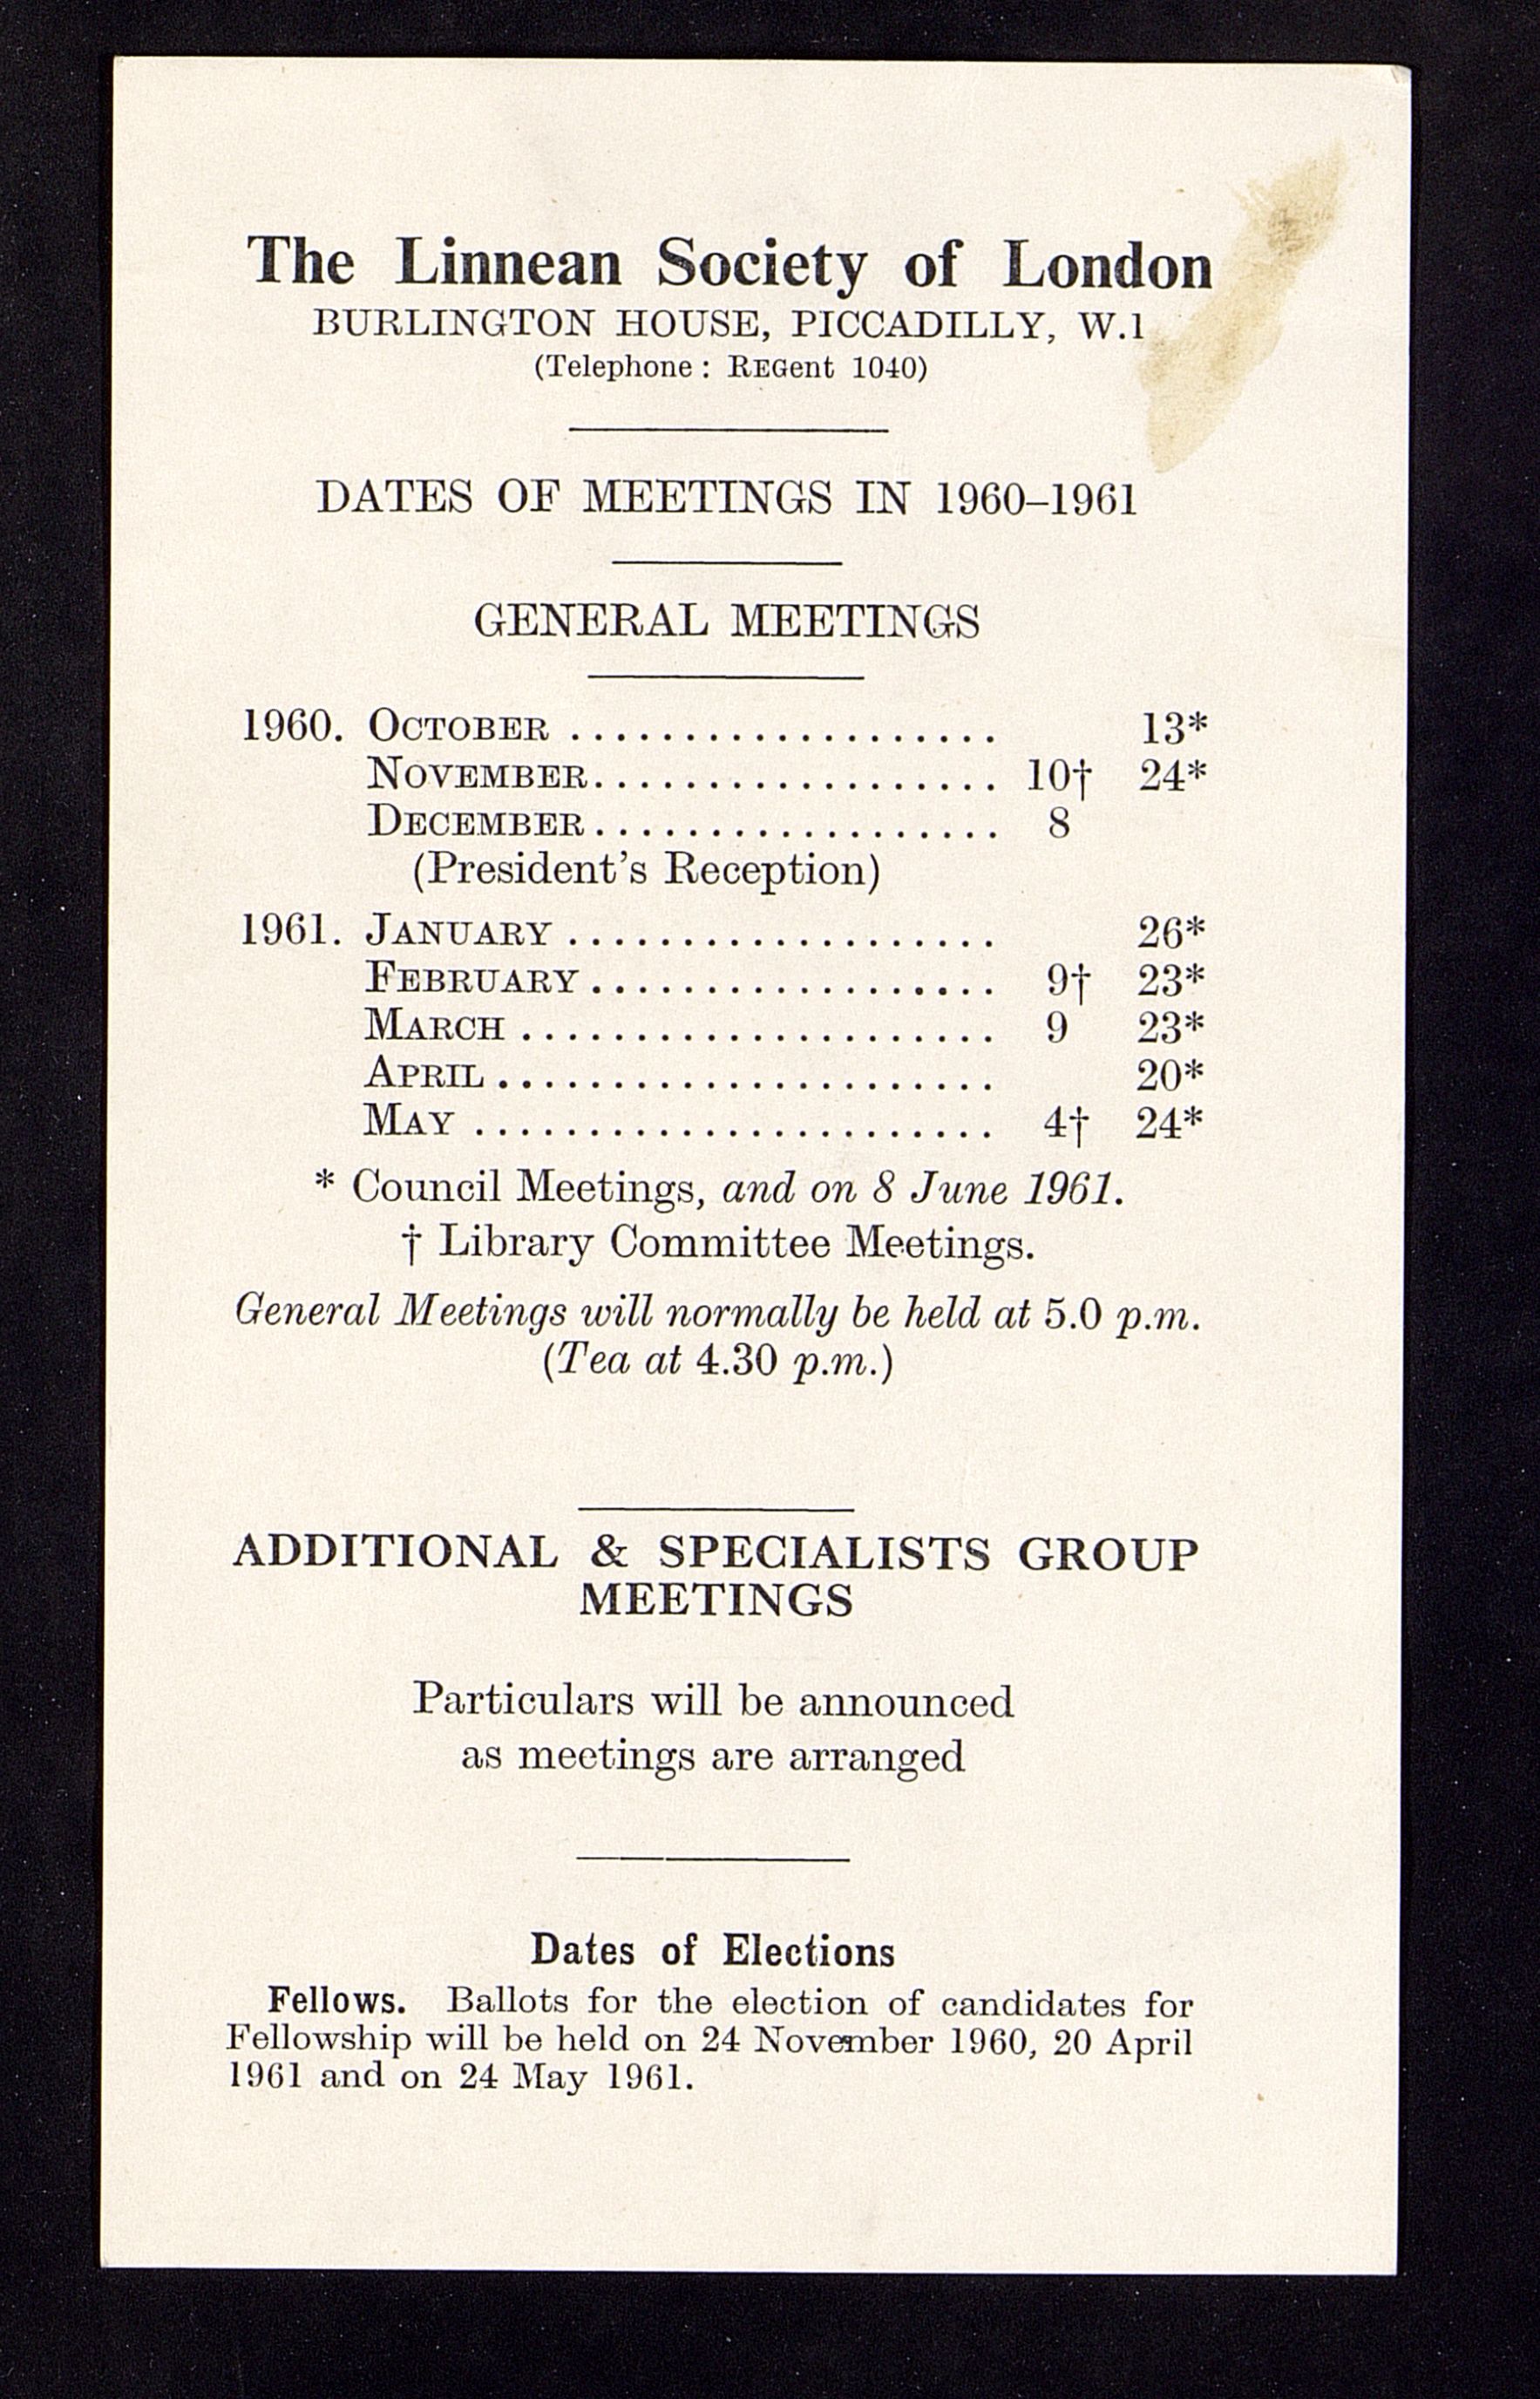 The Linnean Society of London
BURLINGTON HOUSE, PICCADILLY, W.1
(Telephone : REGent 1040)
DATES OF MEETINGS IN 1960–1961
GENERAL MEETINGS
1960. OCTOBER ................... 13*
NOVEMBER.................. 10† 24*
DECEMBER.................. 8
(President's Reception)
1961. JANUARY ................... 26*
FEBRUARY.................. 9† 23*
MARCH ..................... 9 23*
APRIL...................... 20*
MAY ....................... 4† 24*
* Council Meetings, and on 8 June 1961.
† Library Committee Meetings.
General Meetings will normally be held at 5.0 p.m.
(Tea at 4.30 p.m.)
ADDITIONAL & SPECIALISTS GROUP
MEETINGS
Particulars will be announced
as meetings are arranged
Dates of Elections
Fellows. Ballots for the election of candidates for
Fellowship will be held on 24 November 1960, 20 April
1961 and on 24 May 1961.